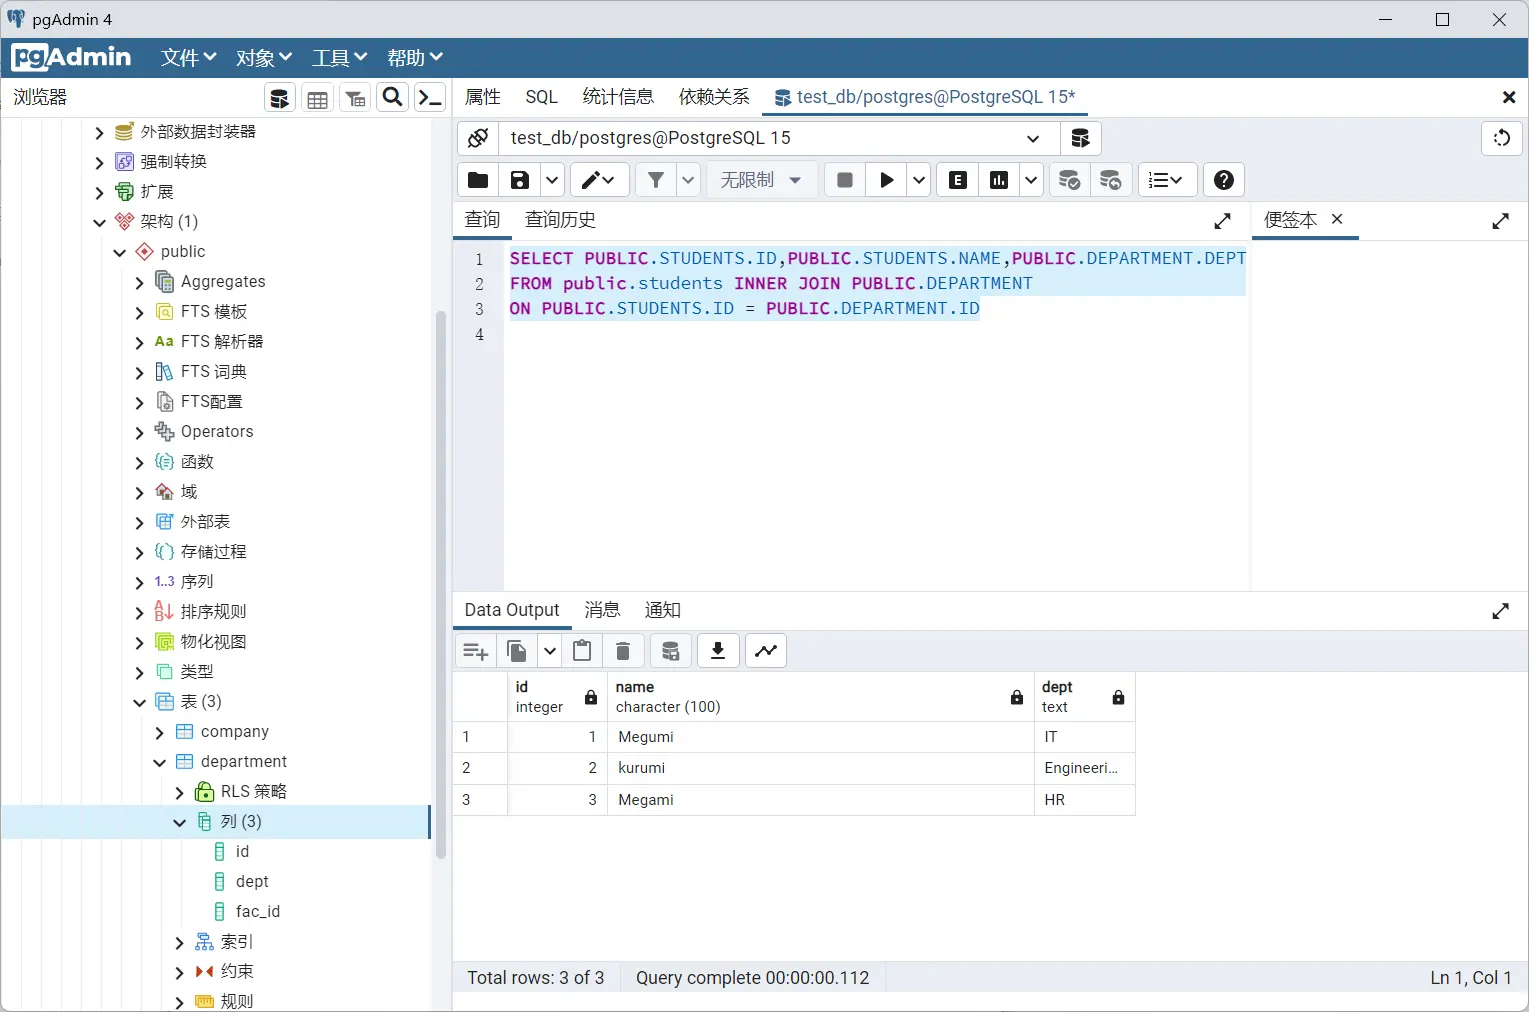 pgAdmin 4
pgAdmin 文件 对象 工具 帮助
浏览器
属性 SQL 统计信息 依赖关系 test_db/postgres@PostgreSQL 15*
test_db/postgres@PostgreSQL 15
无限制
查询 查询历史
便签本
1 SELECT PUBLIC.STUDENTS.ID,PUBLIC.STUDENTS.NAME,PUBLIC.DEPARTMENT.DEPT
2 FROM public.students INNER JOIN PUBLIC.DEPARTMENT
3 ON PUBLIC.STUDENTS.ID = PUBLIC.DEPARTMENT.ID
4
外部数据封装器
强制转换
扩展
架构 (1)
public
Aggregates
FTS 模板
Aa FTS 解析器
FTS 词典
FTS配置
Operators
函数
域
外部表
存储过程
1..3 序列
排序规则
物化视图
类型
表 (3)
company
department
RLS 策略
列 (3)
id
dept
fac_id
索引
约束
规则
Data Output 消息 通知
id integer
name character (100)
dept text
1 1 Megumi IT
2 2 kurumi Engineeri...
3 3 Megami HR
Total rows: 3 of 3 Query complete 00:00:00.112 Ln 1, Col 1